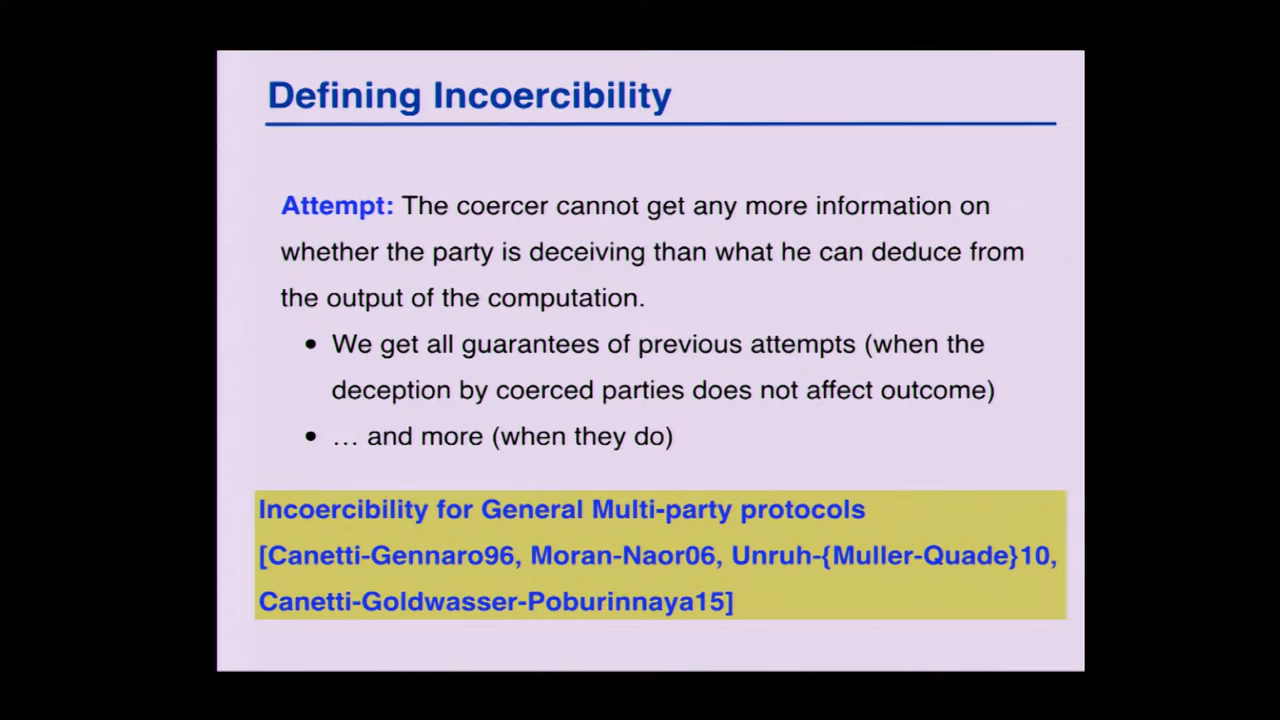 Defining Incoercibility
Attempt: The coercer cannot get any more information on
whether the party is deceiving than what he can deduce from
the output of the computation.
• We get all guarantees of previous attempts (when the
deception by coerced parties does not affect outcome)
• … and more (when they do)
Incoercibility for General Multi-party protocols
[Canetti-Gennaro96, Moran-Naor06, Unruh-{Muller-Quade}10,
Canetti-Goldwasser-Poburinnaya15]